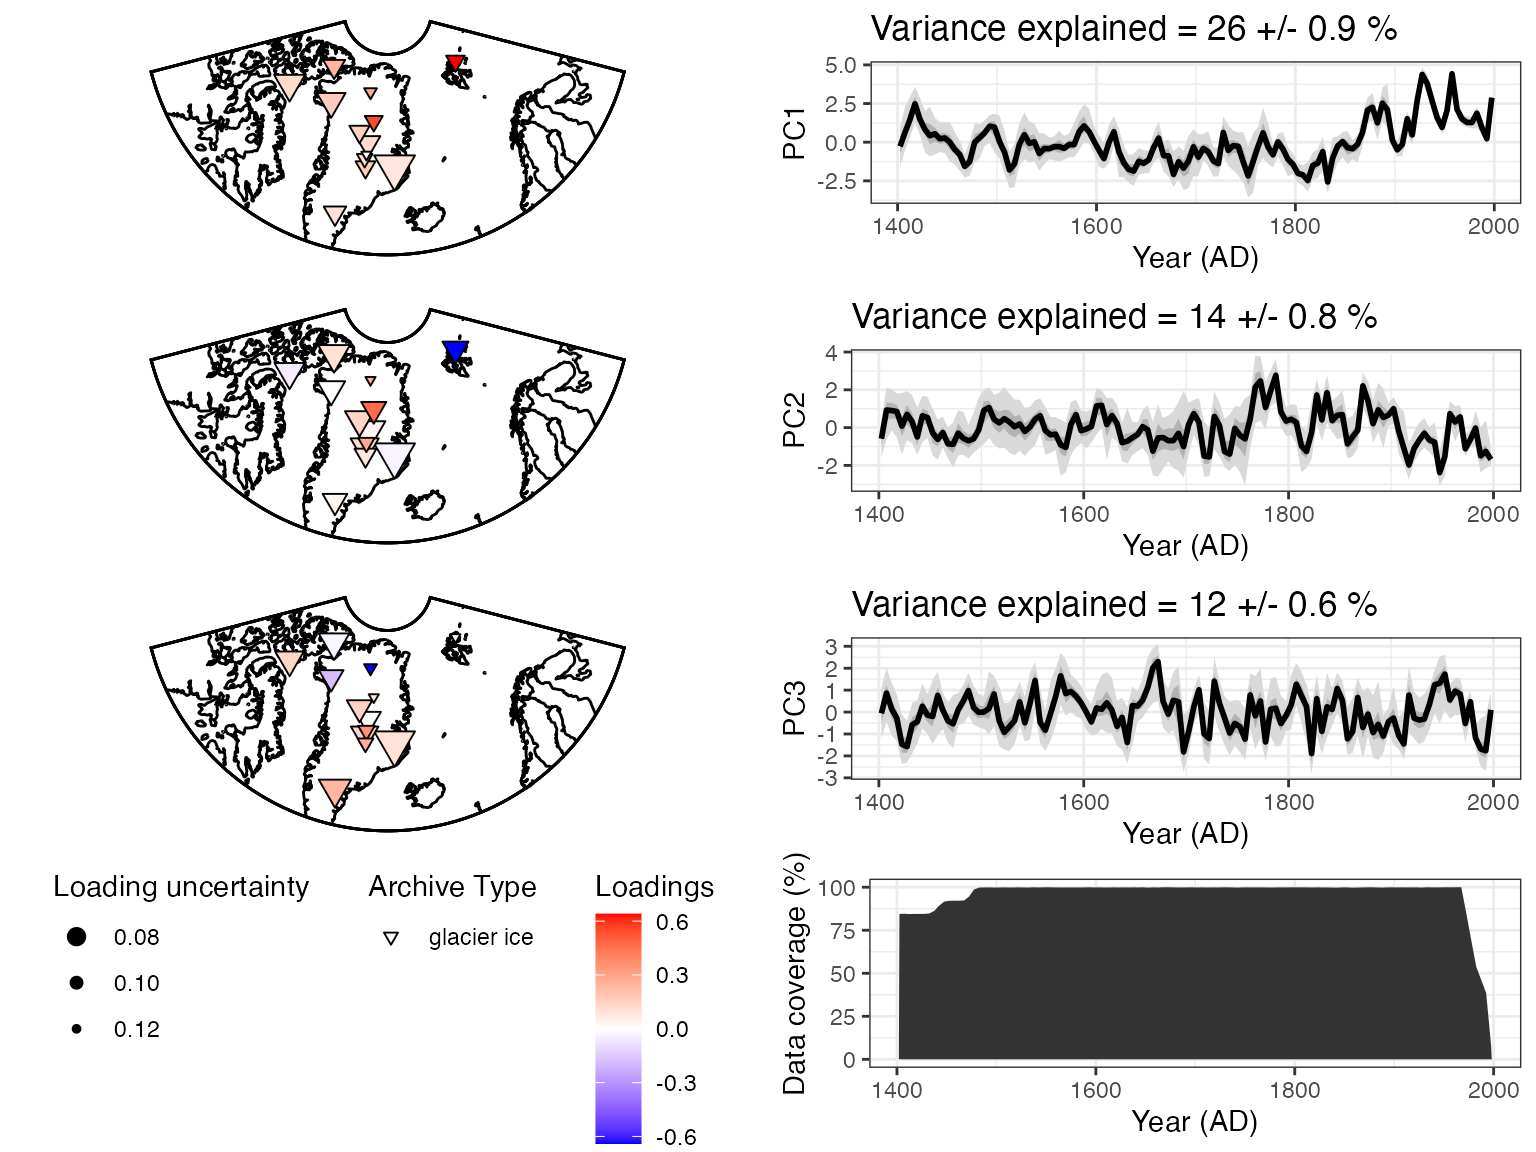 Variance explained = 26 +/- 0.9 %
PC1
5.0
2.5
0.0
-2.5
1400 1600 1800 2000
Year (AD)
Variance explained = 14 +/- 0.8 %
PC2
4
2
0
-2
1400 1600 1800 2000
Year (AD)
Variance explained = 12 +/- 0.6 %
PC3
3
2
1
0
-1
-2
-3
1400 1600 1800 2000
Year (AD)
Loading uncertainty
0.08
0.10
0.12
Archive Type
glacier ice
Loadings
0.6
0.3
0.0
-0.3
-0.6
Data coverage (%)
100
75
50
25
0
1400 1600 1800 2000
Year (AD)